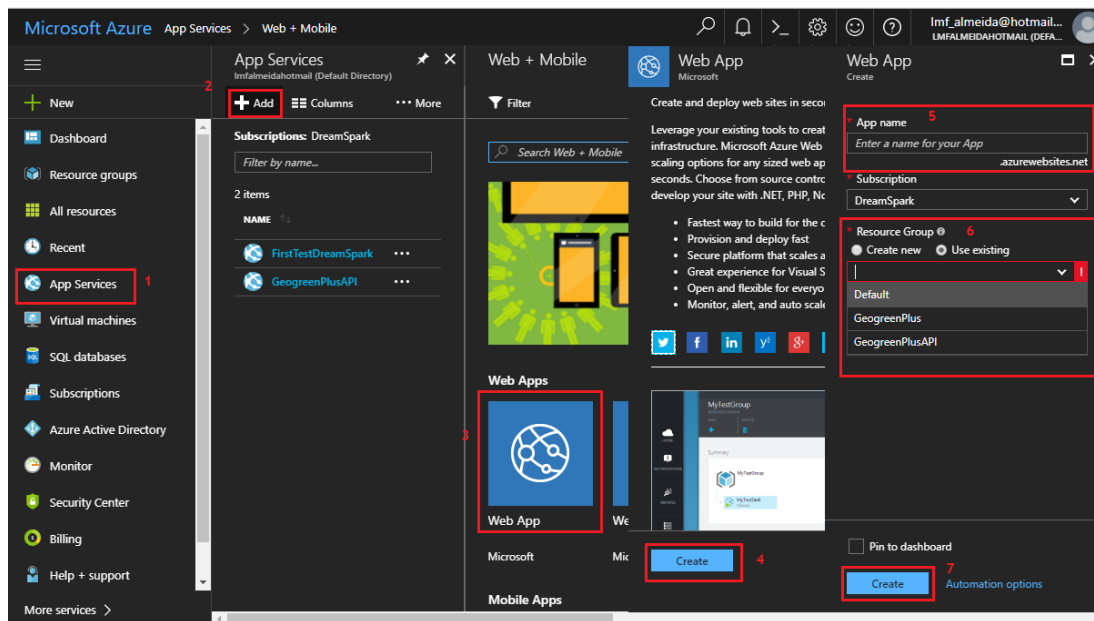 Microsoft Azure App Services > Web + Mobile
lmf_almeida@hotmail...
LMFALMEIDAHOTMAIL (DEFA...
New
Dashboard
Resource groups
All resources
Recent
App Services
1
Virtual machines
SQL databases
Subscriptions
Azure Active Directory
Monitor
Security Center
Billing
Help + support
More services >
App Services
lmfalmeidahotmail (Default Directory)
2
Add
Columns
More
Subscriptions: DreamSpark
Filter by name...
2 items
NAME
FirstTestDreamSpark
GeogreenPlusAPI
Web + Mobile
Filter
Search Web + Mobile
Web Apps
3
Web App
We
Microsoft
Mic
Mobile Apps
Web App
Microsoft
Create and deploy web sites in secon
Leverage your existing tools to creat
infrastructure. Microsoft Azure Web
scaling options for any sized web ap
seconds. Choose from source contro
develop your site with .NET, PHP, Nc
• Fastest way to build for the c
• Provision and deploy fast
• Secure platform that scales a
• Great experience for Visual S
• Open and flexible for everyo
• Monitor, alert, and auto scale
MyTestGroup
Summary
MyTestGroup
Create
4
Web App
Create
* App name
5
Enter a name for your App
.azurewebsites.net
* Subscription
DreamSpark
* Resource Group
6
Create new
Use existing
!
Default
GeogreenPlus
GeogreenPlusAPI
Pin to dashboard
7
Create
Automation options